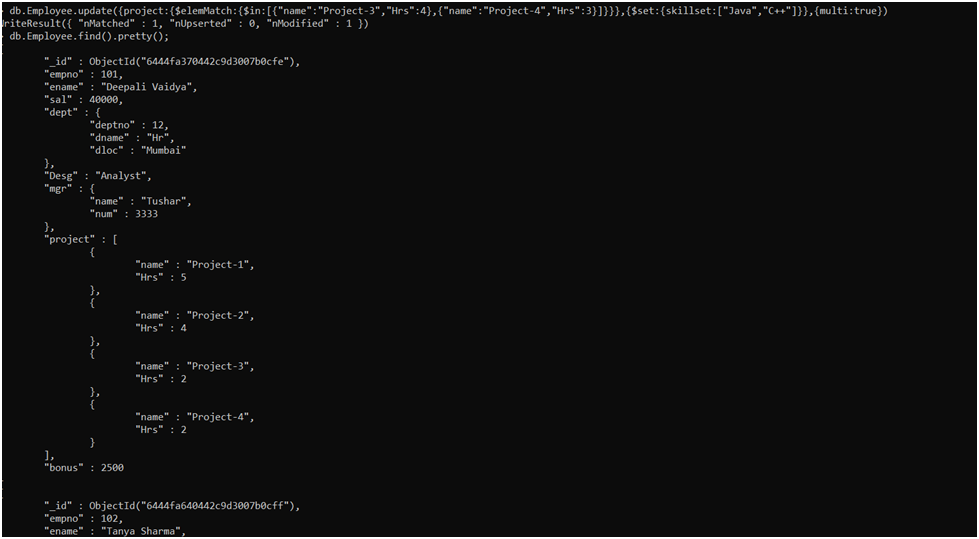 db.Employee.update({project:{$elemMatch:{$in:[{"name":"Project-3","Hrs":4},{"name":"Project-4","Hrs":3}]}}},{$set:{skillset:["Java","C++"]}},{multi:true})
riteResult({ "nMatched" : 1, "nUpserted" : 0, "nModified" : 1 })
db.Employee.find().pretty();
"_id" : ObjectId("6444fa370442c9d3007b0cfe"),
"empno" : 101,
"ename" : "Deepali Vaidya",
"sal" : 40000,
"dept" : {
"deptno" : 12,
"dname" : "Hr",
"dloc" : "Mumbai"
},
"Desg" : "Analyst",
"mgr" : {
"name" : "Tushar",
"num" : 3333
},
"project" : [
{
"name" : "Project-1",
"Hrs" : 5
},
{
"name" : "Project-2",
"Hrs" : 4
},
{
"name" : "Project-3",
"Hrs" : 2
},
{
"name" : "Project-4",
"Hrs" : 2
}
],
"bonus" : 2500
"_id" : ObjectId("6444fa640442c9d3007b0cff"),
"empno" : 102,
"ename" : "Tanya Sharma",